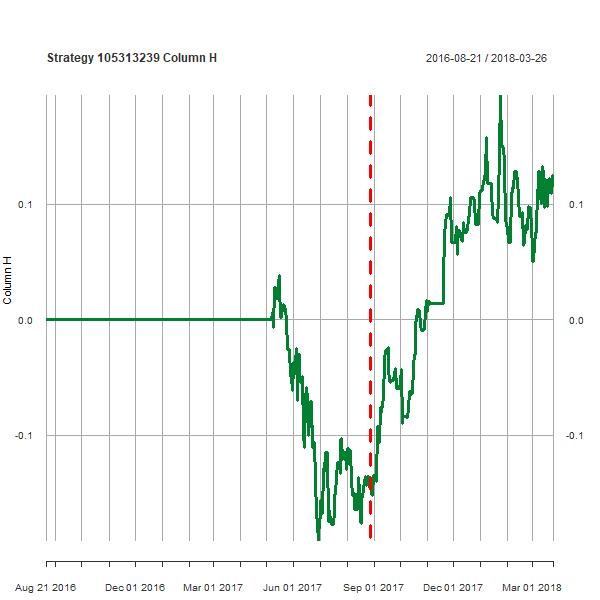 Strategy 105313239 Column H
2016-08-21 / 2018-03-26
0.1
0.1
0.0
0.0
-0.1
-0.1
Column H
Aug 21 2016
Dec 01 2016
Mar 01 2017
Jun 01 2017
Sep 01 2017
Dec 01 2017
Mar 01 2018